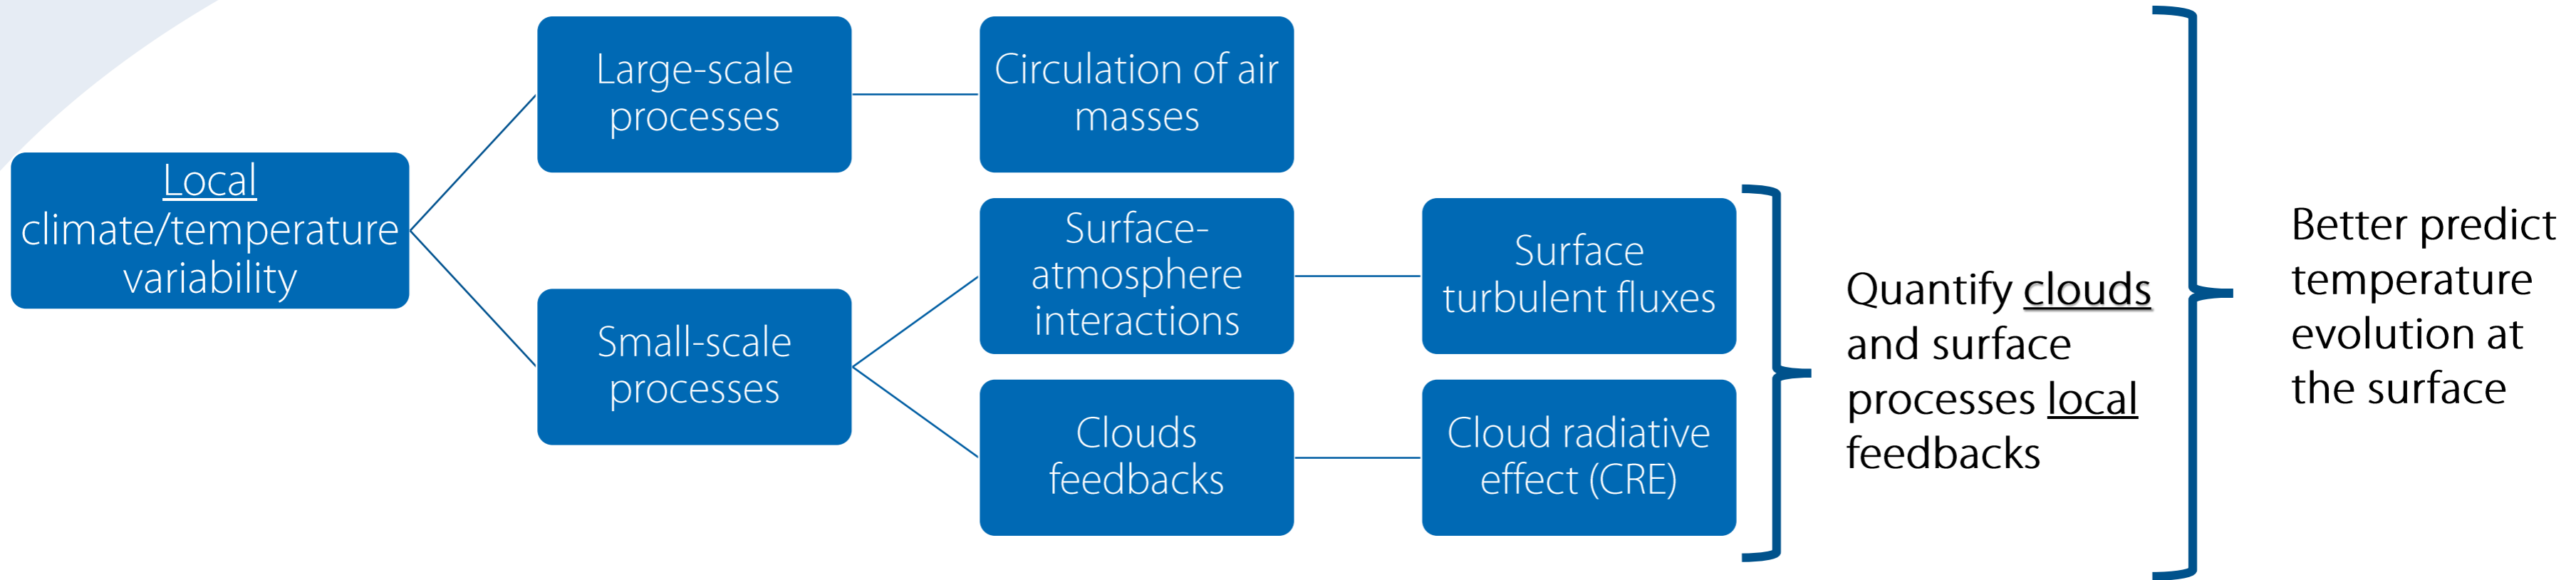 Local
climate/temperature
variability
Large-scale
processes
Circulation of air
masses
Small-scale
processes
Surface-
atmosphere
interactions
Surface
turbulent fluxes
Clouds
feedbacks
Cloud radiative
effect (CRE)
Quantify clouds
and surface
processes local
feedbacks
Better predict
temperature
evolution at
the surface